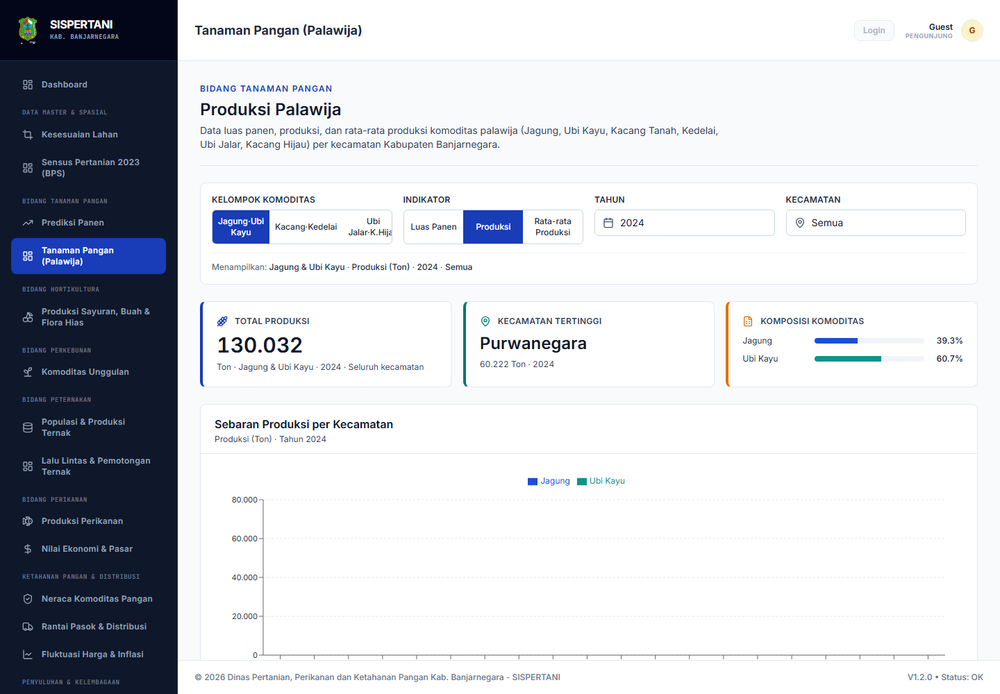 SISPERTANI
KAB. BANJARNEGARA
Dashboard
DATA MASTER & SPASIAL
Kesesuaian Lahan
Sensus Pertanian 2023
(BPS)
BIDANG TANAMAN PANGAN
Prediksi Panen
Tanaman Pangan
(Palawija)
BIDANG HORTIKULTURA
Produksi Sayuran, Buah &
Flora Hias
BIDANG PERKEBUNAN
Komoditas Unggulan
BIDANG PETERNAKAN
Populasi & Produksi
Ternak
Lalu Lintas & Pemotongan
Ternak
BIDANG PERIKANAN
Produksi Perikanan
Nilai Ekonomi & Pasar
KETAHANAN PANGAN & DISTRIBUSI
Neraca Komoditas Pangan
Rantai Pasok & Distribusi
Fluktuasi Harga & Inflasi
PENYULUHAN & KELEMBAGAAN
Tanaman Pangan (Palawija)
Login
Guest
PENGUNJUNG
G
BIDANG TANAMAN PANGAN
Produksi Palawija
Data luas panen, produksi, dan rata-rata produksi komoditas palawija (Jagung, Ubi Kayu, Kacang Tanah, Kedelai,
Ubi Jalar, Kacang Hijau) per kecamatan Kabupaten Banjarnegara.
KELOMPOK KOMODITAS
Jagung·Ubi
Kayu
Kacang·Kedelai
Ubi
Jalar·K.Hija
INDIKATOR
Luas Panen
Produksi
Rata-rata
Produksi
TAHUN
2024
KECAMATAN
Semua
Menampilkan: Jagung & Ubi Kayu · Produksi (Ton) · 2024 · Semua
TOTAL PRODUKSI
130.032
Ton · Jagung & Ubi Kayu · 2024 · Seluruh kecamatan
KECAMATAN TERTINGGI
Purwanegara
60.222 Ton · 2024
KOMPOSISI KOMODITAS
Jagung 39.3%
Ubi Kayu 60.7%
Sebaran Produksi per Kecamatan
Produksi (Ton) · Tahun 2024
Jagung Ubi Kayu
80.000
60.000
40.000
20.000
0
© 2026 Dinas Pertanian, Perikanan dan Ketahanan Pangan Kab. Banjarnegara - SISPERTANI
V1.2.0 • Status: OK